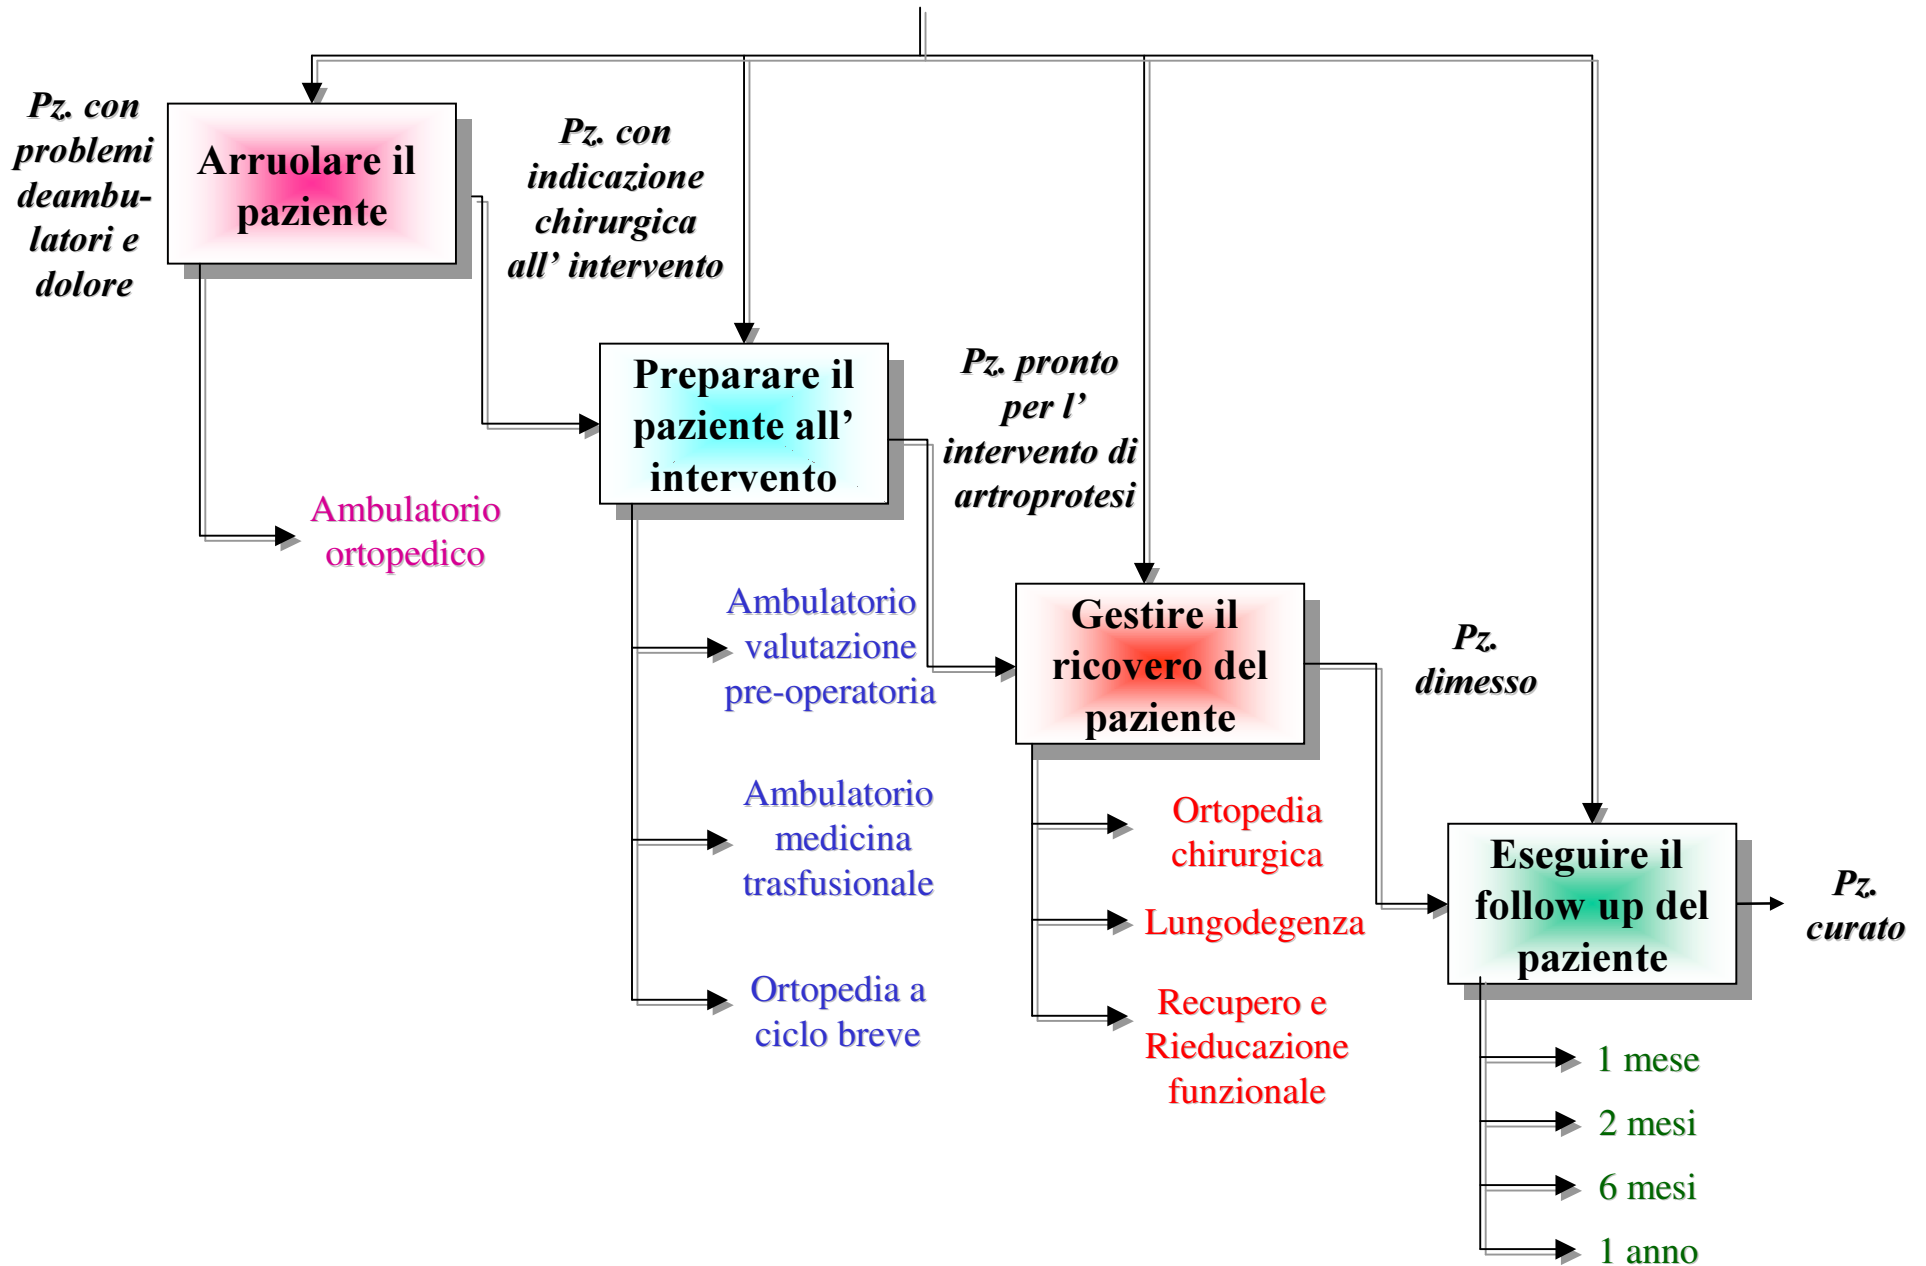 Pz. con
problemi
deambu-
latori e
dolore
Arruolare il
paziente
Pz. con
indicazione
chirurgica
all’ intervento
Ambulatorio
ortopedico
Preparare il
paziente all’
intervento
Pz. pronto
per l’
intervento di
artroprotesi
Ambulatorio
valutazione
pre-operatoria
Ambulatorio
medicina
trasfusionale
Ortopedia a
ciclo breve
Gestire il
ricovero del
paziente
Pz.
dimesso
Ortopedia
chirurgica
Lungodegenza
Recupero e
Rieducazione
funzionale
Eseguire il
follow up del
paziente
Pz.
curato
1 mese
2 mesi
6 mesi
1 anno